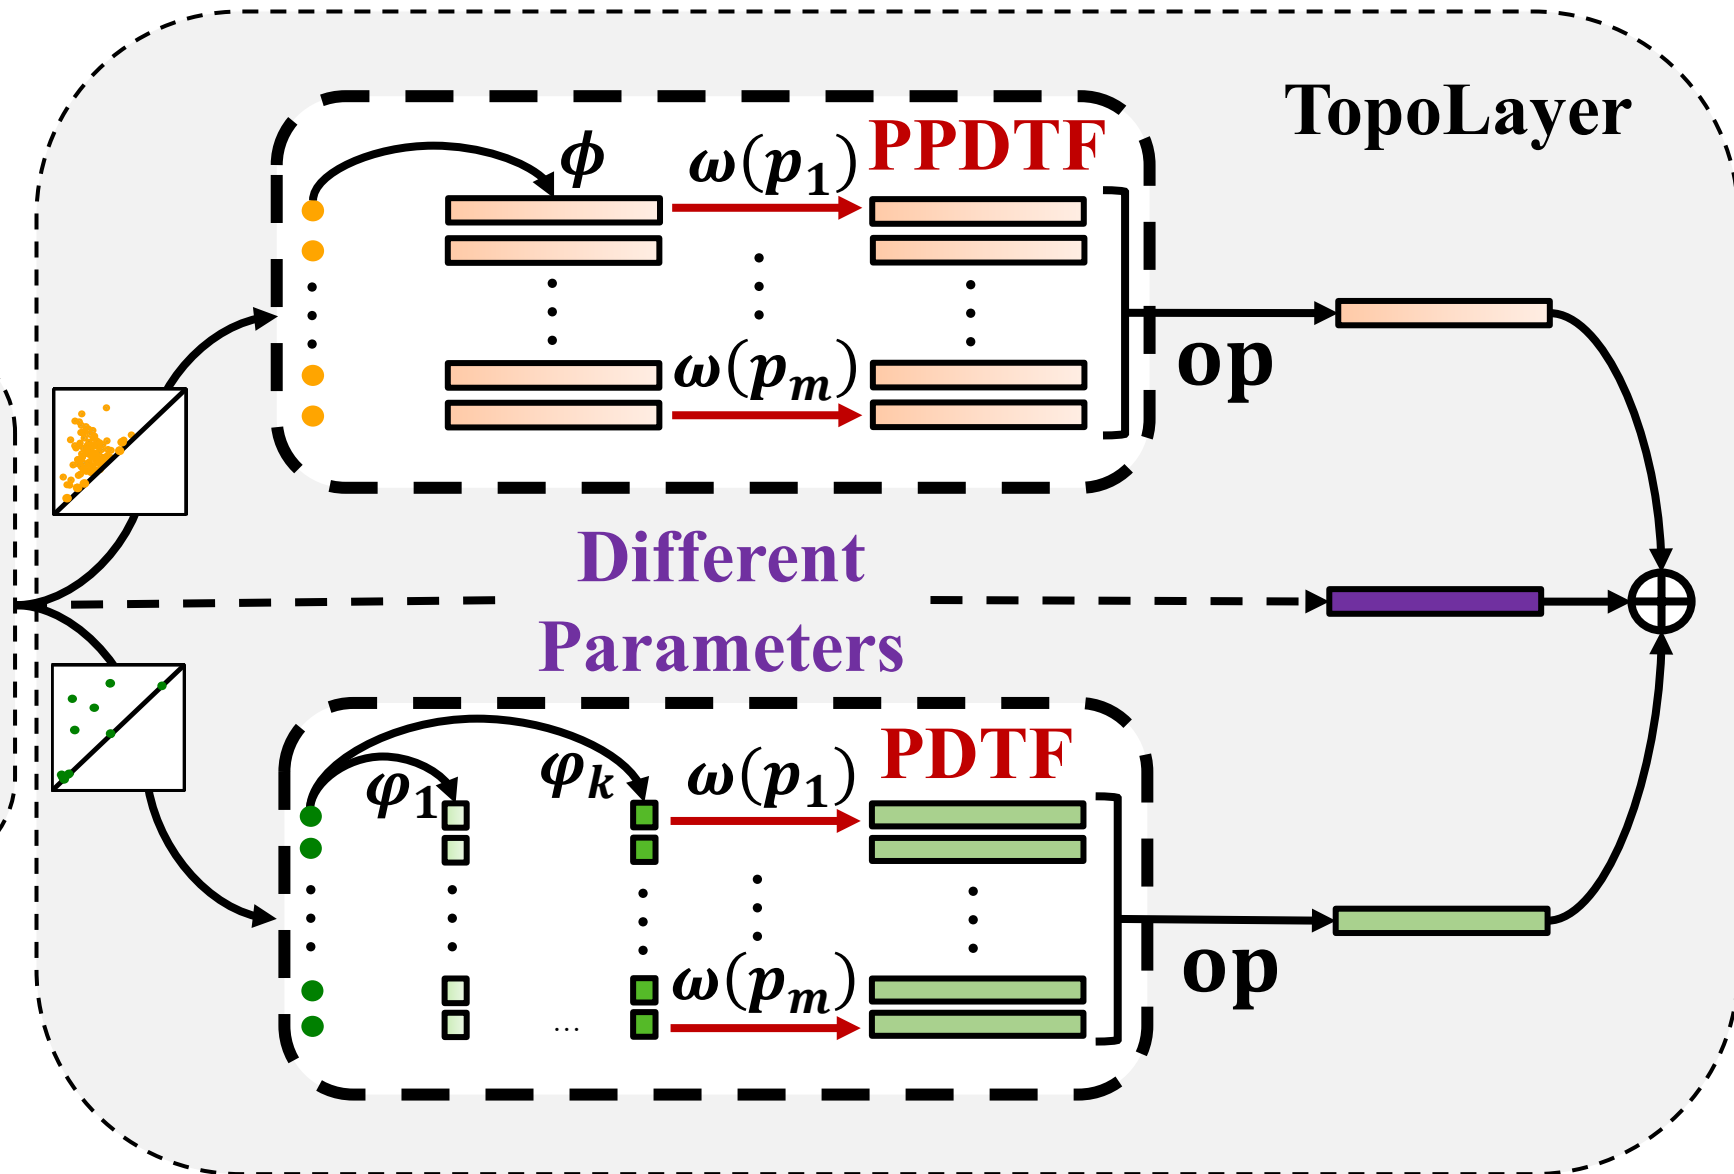 TopoLayer
PPDTF
ϕ
ω(p₁)
ω(pₘ)
op
Different
Parameters
PDTF
φ₁
φₖ
ω(p₁)
ω(pₘ)
...
op